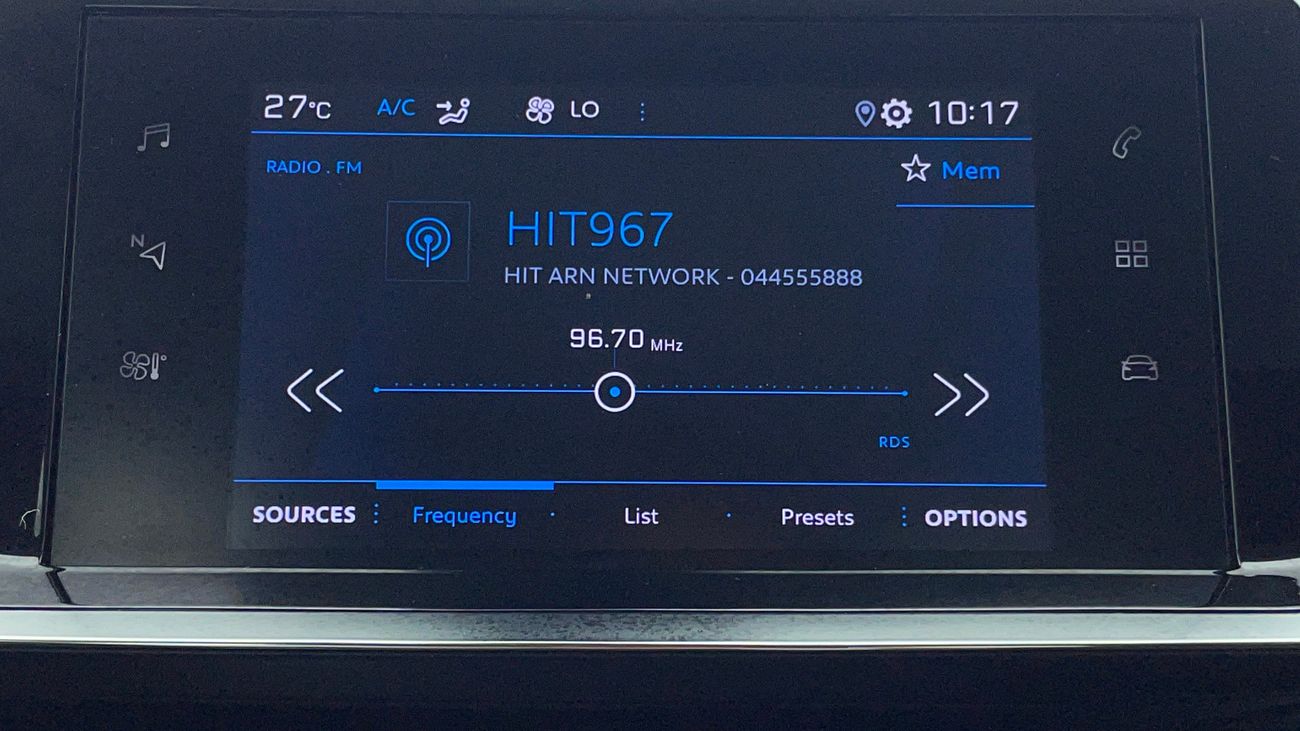 27°C A/C LO 10:17
RADIO . FM
Mem
HIT967
HIT ARN NETWORK - 044555888
N
96.70 MHz
RDS
SOURCES Frequency List Presets OPTIONS